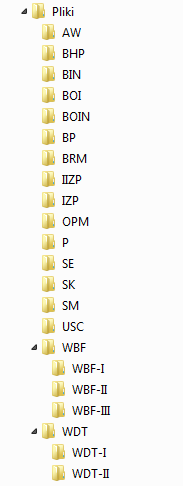 Pliki
AW
BHP
BIN
BOI
BOIN
BP
BRM
IIZP
IZP
OPM
P
SE
SK
SM
USC
WBF
WBF-I
WBF-II
WBF-III
WDT
WDT-I
WDT-II